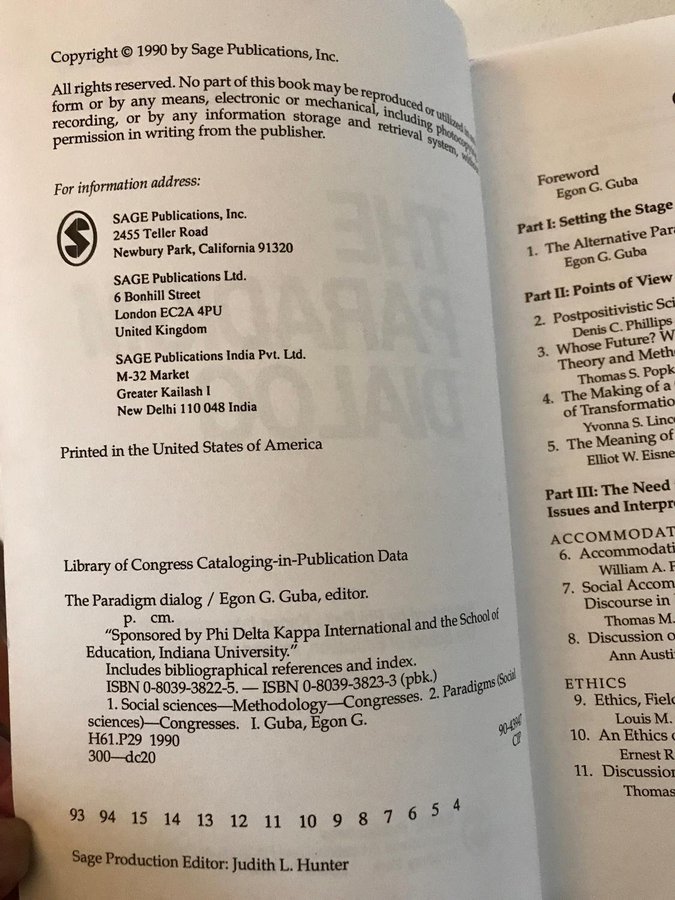 Copyright © 1990 by Sage Publications, Inc.
All rights reserved. No part of this book may be reproduced or utilized in
form or by any means, electronic or mechanical, including
recording, or by any information storage and retrieval system,
permission in writing from the publisher.
For information address:
S
SAGE Publications, Inc.
2455 Teller Road
Newbury Park, California 91320
SAGE Publications Ltd.
6 Bonhill Street
London EC2A 4PU
United Kingdom
SAGE Publications India Pvt. Ltd.
M-32 Market
Greater Kailash I
New Delhi 110 048 India
Printed in the United States of America
Library of Congress Cataloging-in-Publication Data
The Paradigm dialog / Egon G. Guba, editor.
p. cm.
"Sponsored by Phi Delta Kappa International and the School of
Education, Indiana University."
Includes bibliographical references and index.
ISBN 0-8039-3822-5. — ISBN 0-8039-3823-3 (pbk.)
1. Social sciences—Methodology—Congresses. 2. Paradigms (Social
sciences)—Congresses. I. Guba, Egon G.
H61.P29 1990
300—dc20
90-43947
CIP
93 94 15 14 13 12 11 10 9 8 7 6 5 4
Sage Production Editor: Judith L. Hunter
Foreword
Egon G. Guba
Part I: Setting the Stage
1. The Alternative Para
Egon G. Guba
Part II: Points of View
2. Postpositivistic Sci
Denis C. Phillips
3. Whose Future? W
Theory and Meth
Thomas S. Popk
4. The Making of a
of Transformatio
Yvonna S. Linc
5. The Meaning of
Elliot W. Eisne
Part III: The Need
Issues and Interpr
ACCOMMODAT
6. Accommodati
William A. F
7. Social Accom
Discourse in
Thomas M.
8. Discussion o
Ann Austi
ETHICS
9. Ethics, Fiel
Louis M.
10. An Ethics
Ernest R
11. Discussion
Thomas